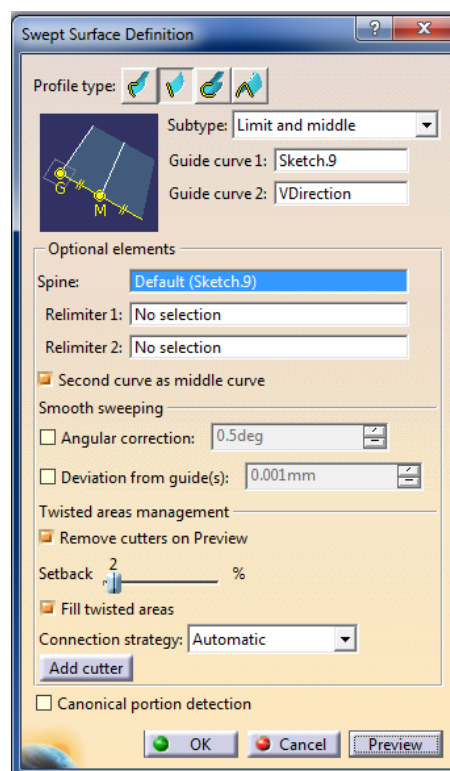 Swept Surface Definition
?
X
Profile type:
Subtype: Limit and middle
Guide curve 1: Sketch.9
Guide curve 2: VDirection
G
M
Optional elements
Spine: Default (Sketch.9)
Relimiter 1: No selection
Relimiter 2: No selection
Second curve as middle curve
Smooth sweeping
Angular correction: 0.5deg
Deviation from guide(s): 0.001mm
Twisted areas management
Remove cutters on Preview
2
Setback %
Fill twisted areas
Connection strategy: Automatic
Add cutter
Canonical portion detection
OK Cancel Preview